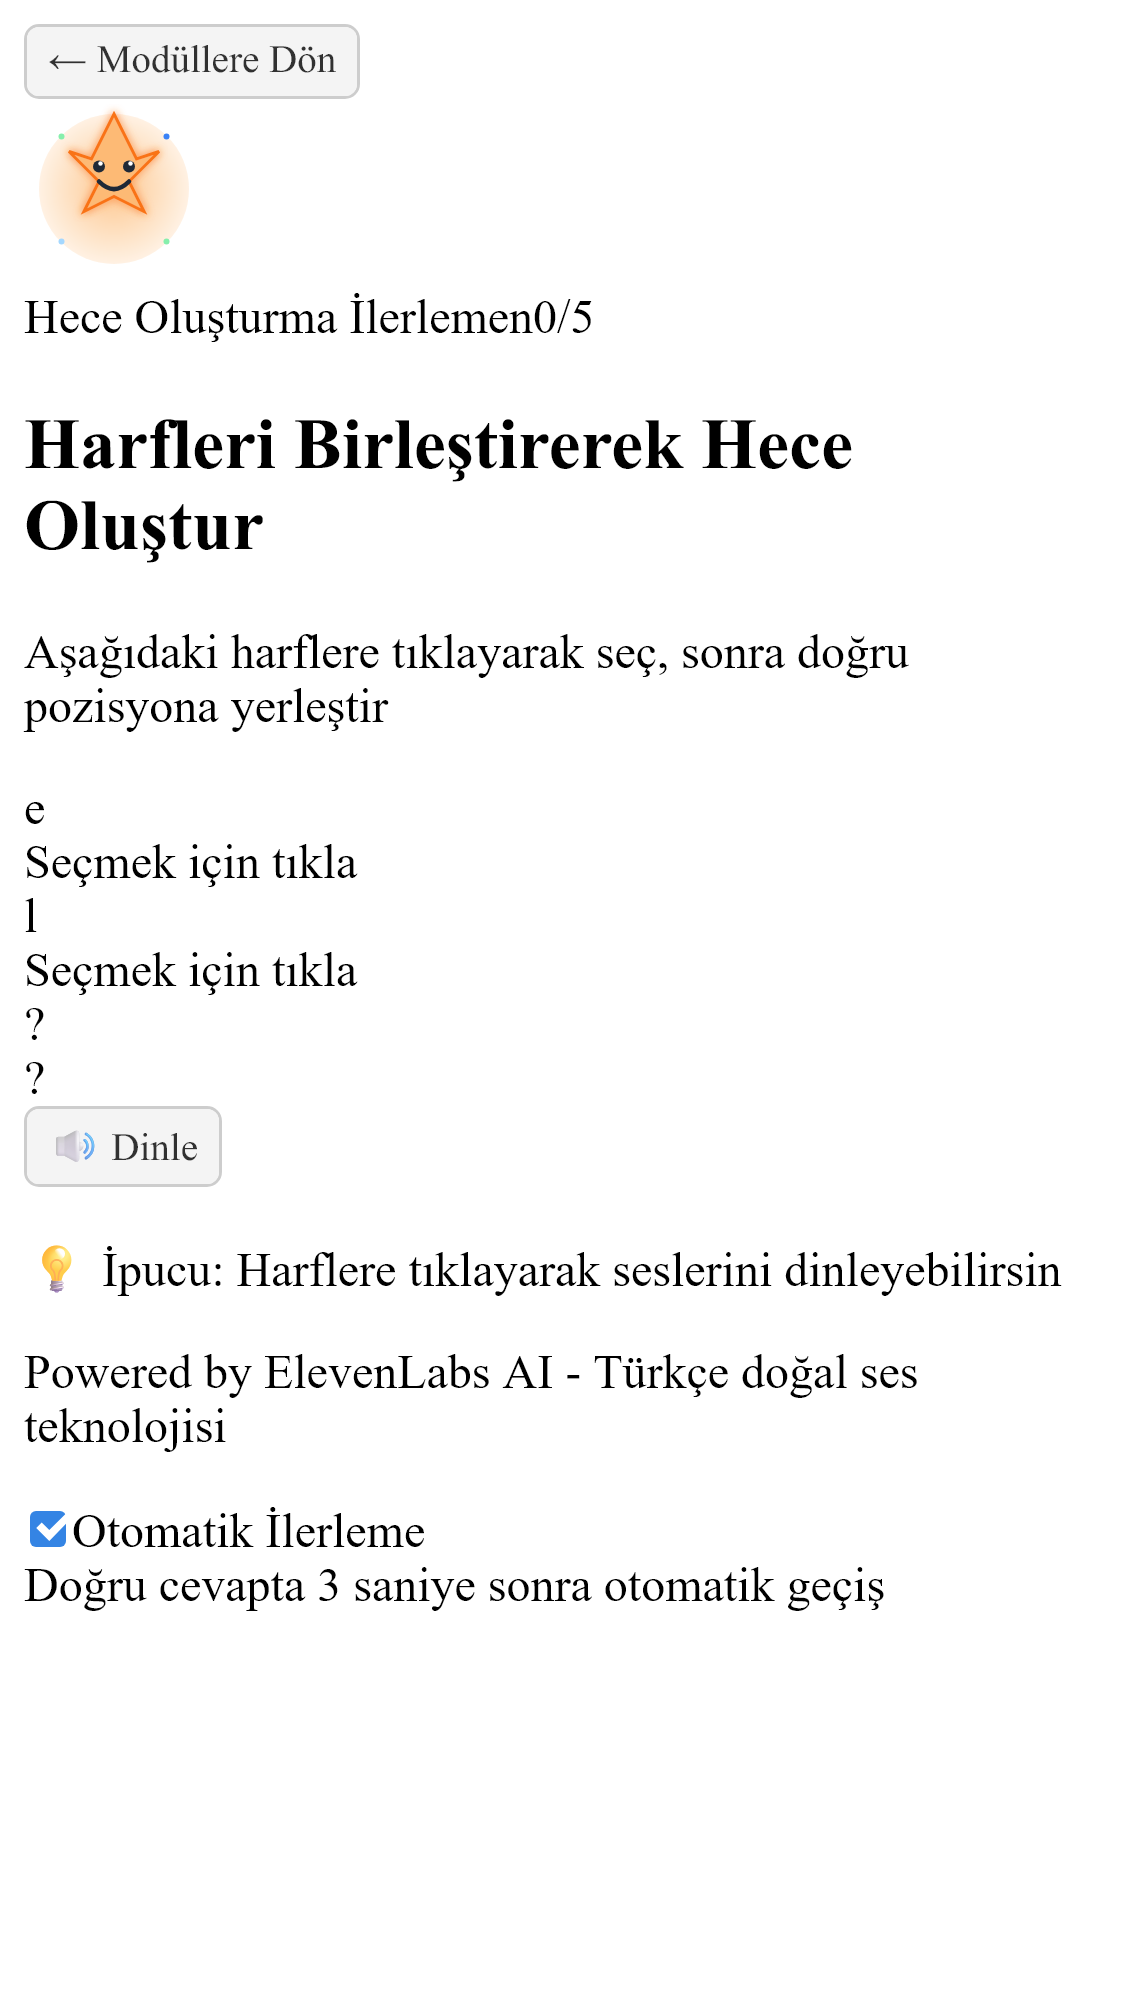 ← Modüllere Dön
Hece Oluşturma İlerlemen0/5
Harfleri Birleştirerek Hece
Oluştur
Aşağıdaki harflere tıklayarak seç, sonra doğru
pozisyona yerleştir
e
Seçmek için tıkla
l
Seçmek için tıkla
?
?
🔊 Dinle
💡 İpucu: Harflere tıklayarak seslerini dinleyebilirsin
Powered by ElevenLabs AI - Türkçe doğal ses
teknolojisi
Otomatik İlerleme
Doğru cevapta 3 saniye sonra otomatik geçiş